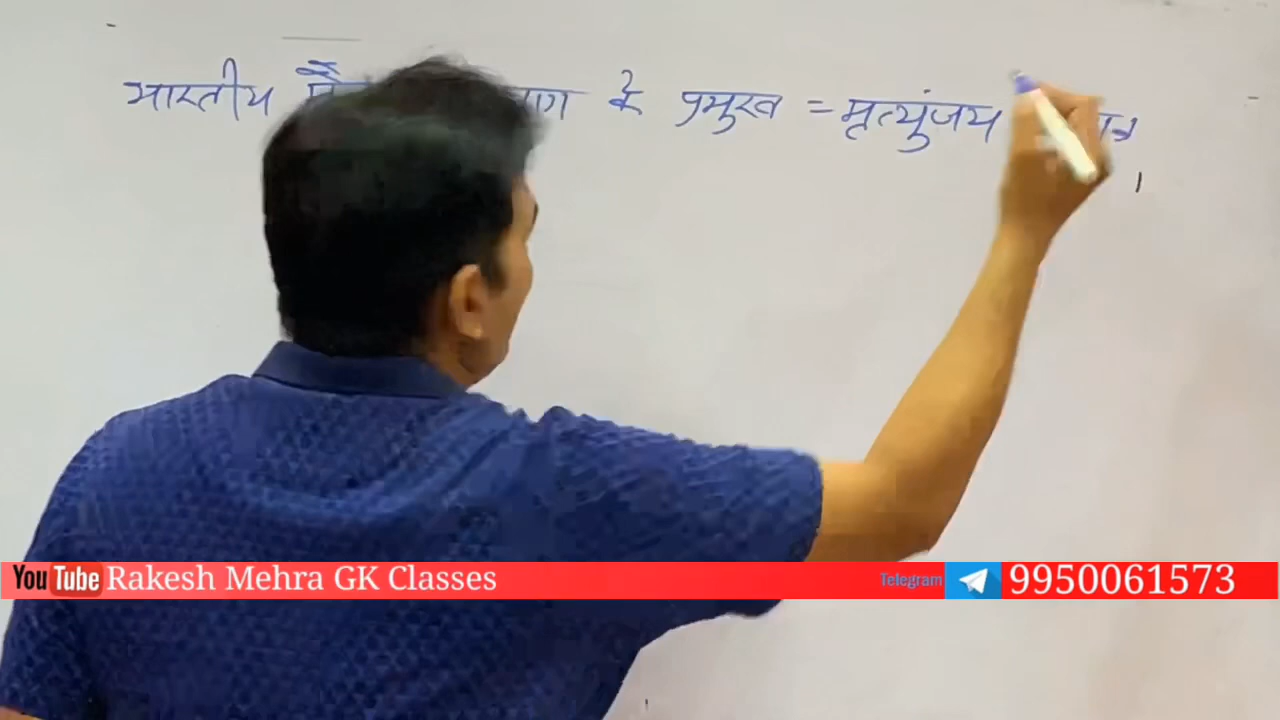 भारतीय के प्रमुख = मृत्युंजय
YouTube Rakesh Mehra GK Classes Telegram 9950061573